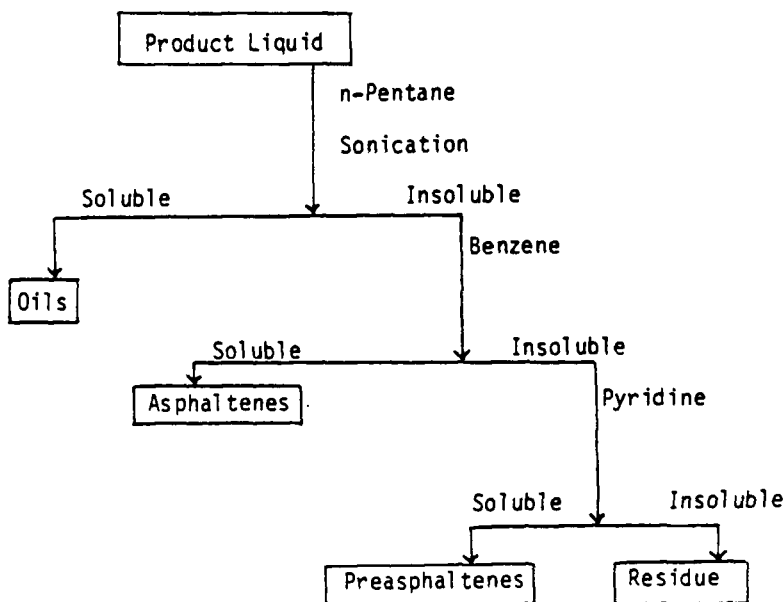 Product Liquid
n-Pentane
Sonication
Soluble
Insoluble
Benzene
Oils
Soluble
Insoluble
Asphaltenes
Pyridine
Soluble
Insoluble
Preasphaltenes
Residue